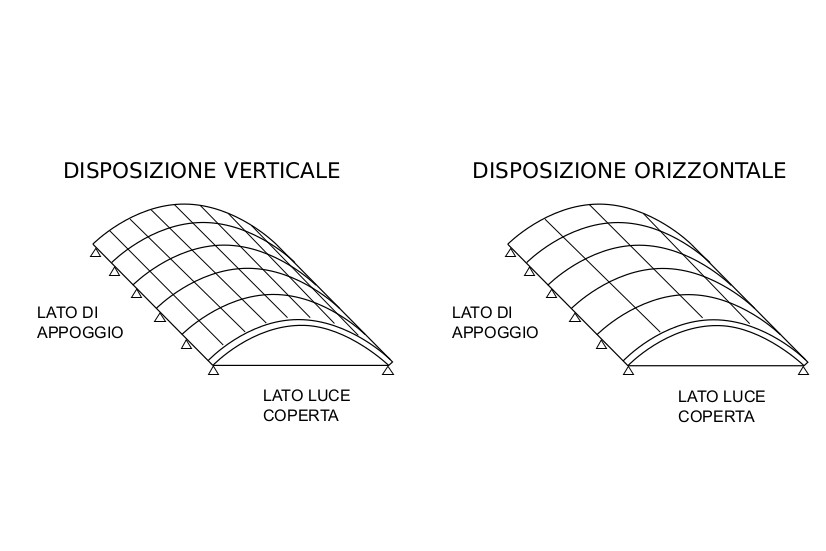 DISPOSIZIONE VERTICALE
DISPOSIZIONE ORIZZONTALE
LATO DI
APPOGGIO
LATO LUCE
COPERTA
LATO DI
APPOGGIO
LATO LUCE
COPERTA